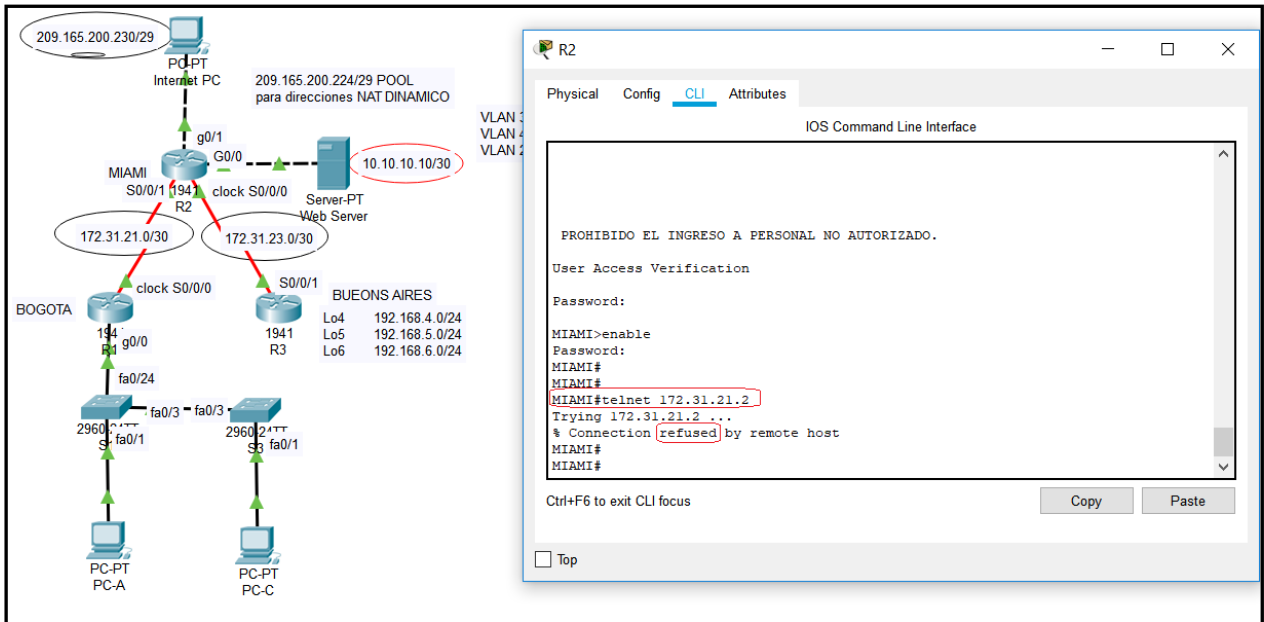 209.165.200.230/29
PC-PT
Internet PC
209.165.200.224/29 POOL
para direcciones NAT DINAMICO
VLAN
VLAN
VLAN
g0/1
G0/0
MIAMI
10.10.10.10/30
S0/0/1
1941
clock S0/0/0
R2
Server-PT
Web Server
172.31.21.0/30
172.31.23.0/30
clock S0/0/0
S0/0/1
BUEONS AIRES
BOGOTA
g0/0
1941
R3
Lo4 192.168.4.0/24
Lo5 192.168.5.0/24
Lo6 192.168.6.0/24
fa0/24
fa0/3
fa0/3
fa0/1
S3
fa0/1
PC-PT
PC-A
PC-PT
PC-C
R2
Physical Config CLI Attributes
IOS Command Line Interface
PROHIBIDO EL INGRESO A PERSONAL NO AUTORIZADO.
User Access Verification
Password:
MIAMI>enable
Password:
MIAMI#
MIAMI#
MIAMI#telnet 172.31.21.2
Trying 172.31.21.2 ...
% Connection refused by remote host
MIAMI#
MIAMI#
Ctrl+F6 to exit CLI focus
Copy
Paste
Top